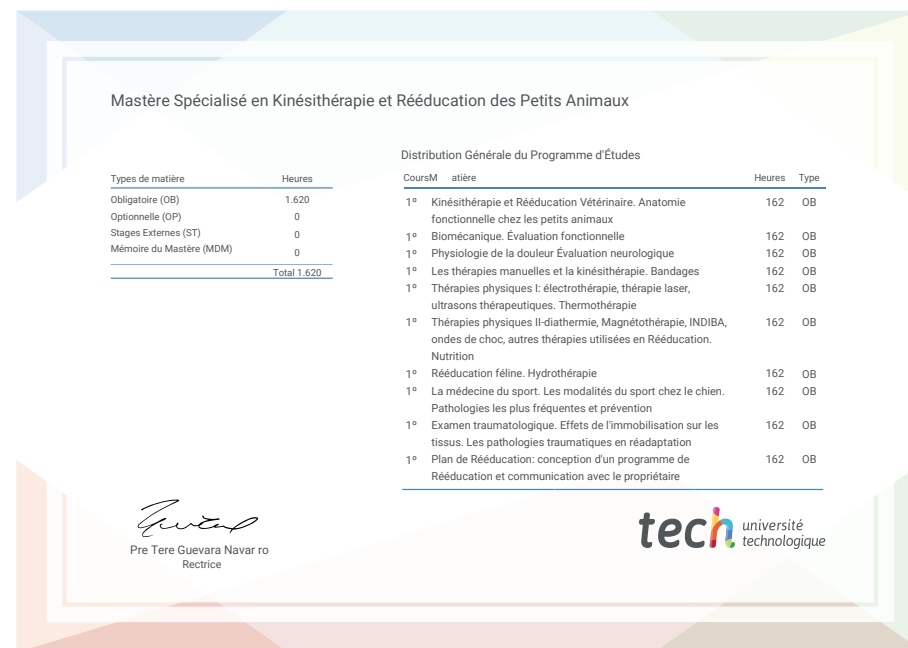 Mastère Spécialisé en Kinésithérapie et Rééducation des Petits Animaux
Types de matière Heures
Obligatoire (OB) 1.620
Optionnelle (OP) 0
Stages Externes (ST) 0
Mémoire du Mastère (MDM) 0
Total 1.620
Distribution Générale du Programme d'Études
CoursM atière Heures Type
1º Kinésithérapie et Rééducation Vétérinaire. Anatomie 162 OB
fonctionnelle chez les petits animaux
1º Biomécanique. Évaluation fonctionnelle 162 OB
1º Physiologie de la douleur Évaluation neurologique 162 OB
1º Les thérapies manuelles et la kinésithérapie. Bandages 162 OB
1º Thérapies physiques I: électrothérapie, thérapie laser, 162 OB
ultrasons thérapeutiques. Thermothérapie
1º Thérapies physiques II-diathermie, Magnétothérapie, INDIBA, 162 OB
ondes de choc, autres thérapies utilisées en Rééducation.
Nutrition
1º Rééducation féline. Hydrothérapie 162 OB
1º La médecine du sport. Les modalités du sport chez le chien. 162 OB
Pathologies les plus fréquentes et prévention
1º Examen traumatologique. Effets de l'immobilisation sur les 162 OB
tissus. Les pathologies traumatiques en réadaptation
1º Plan de Rééducation: conception d'un programme de 162 OB
Rééducation et communication avec le propriétaire
Pre Tere Guevara Navar ro
Rectrice
tech université
technologique